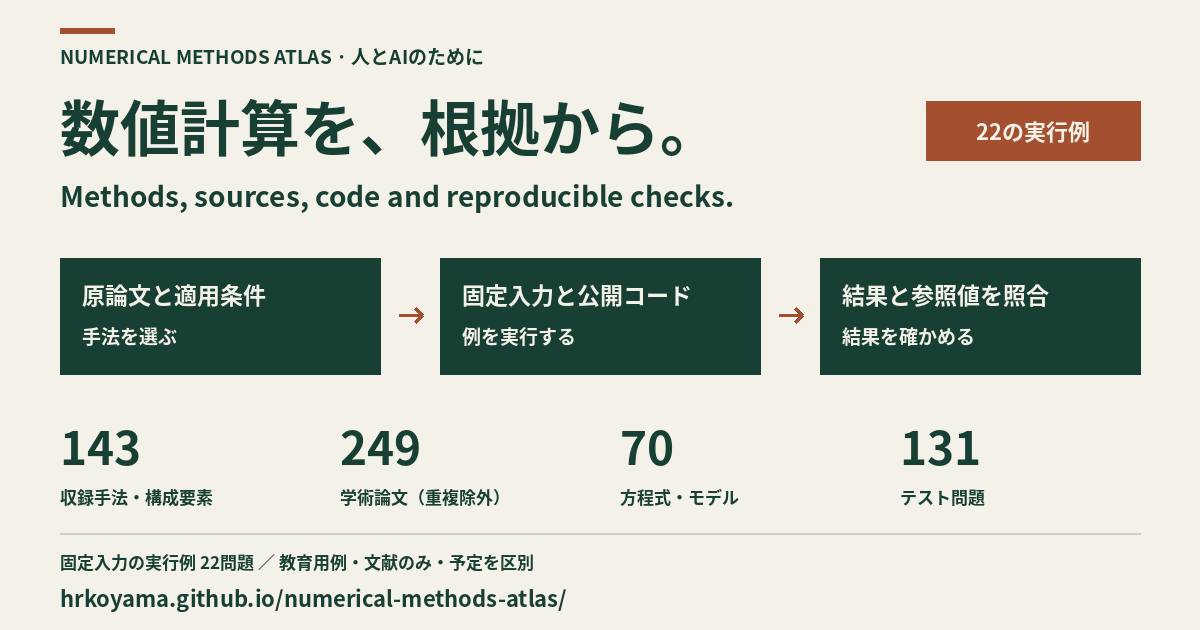 NUMERICAL METHODS ATLAS · 人とAIのために
数値計算を、根拠から。
22の実行例
Methods, sources, code and reproducible checks.
原論文と適用条件
手法を選ぶ
→
固定入力と公開コード
例を実行する
→
結果と参照値を照合
結果を確かめる
143
収録手法・構成要素
249
学術論文（重複除外）
70
方程式・モデル
131
テスト問題
固定入力の実行例 22問題 ／ 教育用例・文献のみ・予定を区別
hrkoyama.github.io/numerical-methods-atlas/